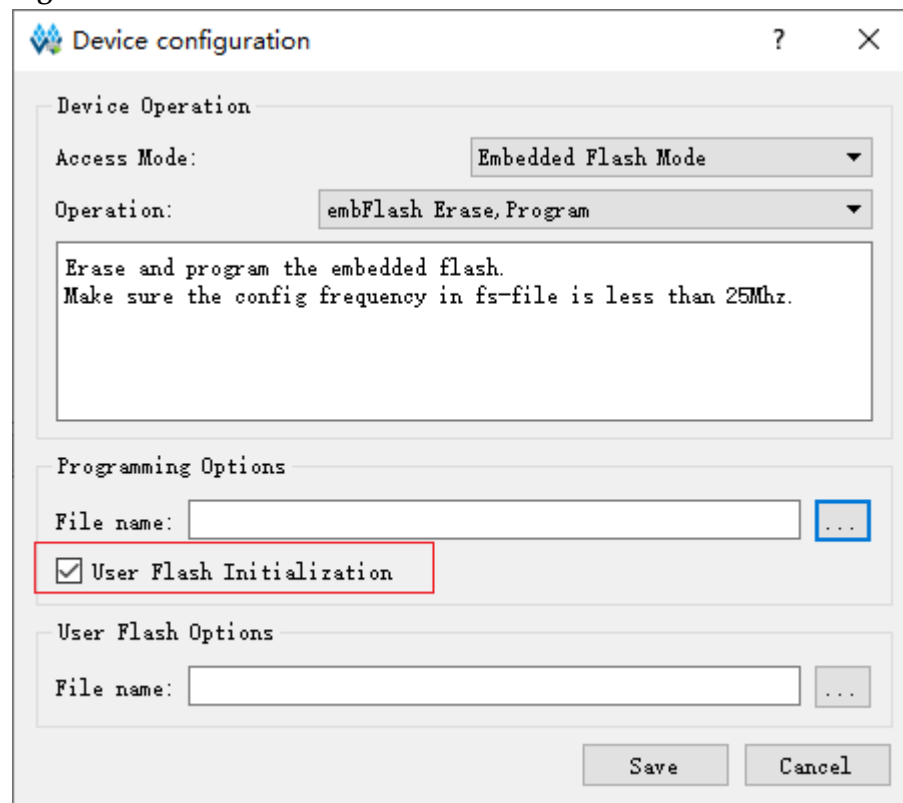 Device configuration ?
Device Operation
Access Mode: Embedded Flash Mode
Operation: embFlash Erase,Program
Erase and program the embedded flash.
Make sure the config frequency in fs-file is less than 25Mhz.
Programming Options
File name: ...
User Flash Initialization
User Flash Options
File name: ...
Save Cancel